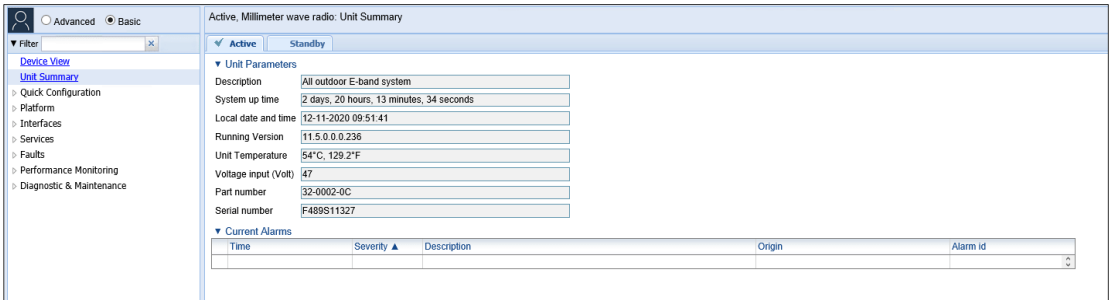 Advanced Basic
Filter
Device View
Unit Summary
Quick Configuration
Platform
Interfaces
Services
Faults
Performance Monitoring
Diagnostic & Maintenance
Active, Millimeter wave radio: Unit Summary
Active Standby
Unit Parameters
Description All outdoor E-band system
System up time 2 days, 20 hours, 13 minutes, 34 seconds
Local date and time 12-11-2020 09:51:41
Running Version 11.5.0.0.0.236
Unit Temperature 54°C, 129.2°F
Voltage input (Volt) 47
Part number 32-0002-0C
Serial number F489S11327
Current Alarms
Time Severity ▲ Description Origin Alarm id